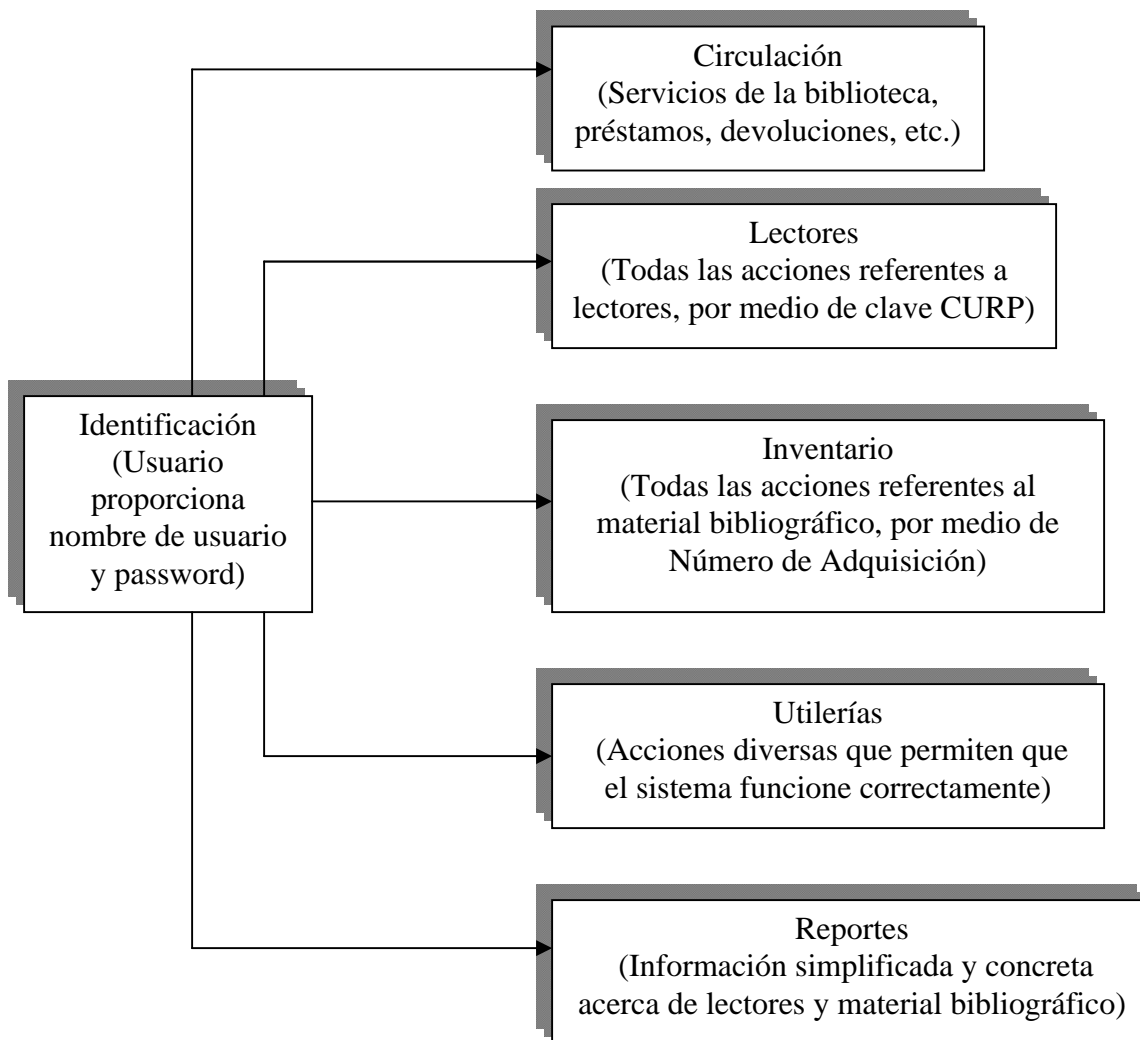 Circulación
(Servicios de la biblioteca,
préstamos, devoluciones, etc.)
Lectores
(Todas las acciones referentes a
lectores, por medio de clave CURP)
Identificación
(Usuario
proporciona
nombre de usuario
y password)
Inventario
(Todas las acciones referentes al
material bibliográfico, por medio de
Número de Adquisición)
Utilerías
(Acciones diversas que permiten que
el sistema funcione correctamente)
Reportes
(Información simplificada y concreta
acerca de lectores y material bibliográfico)